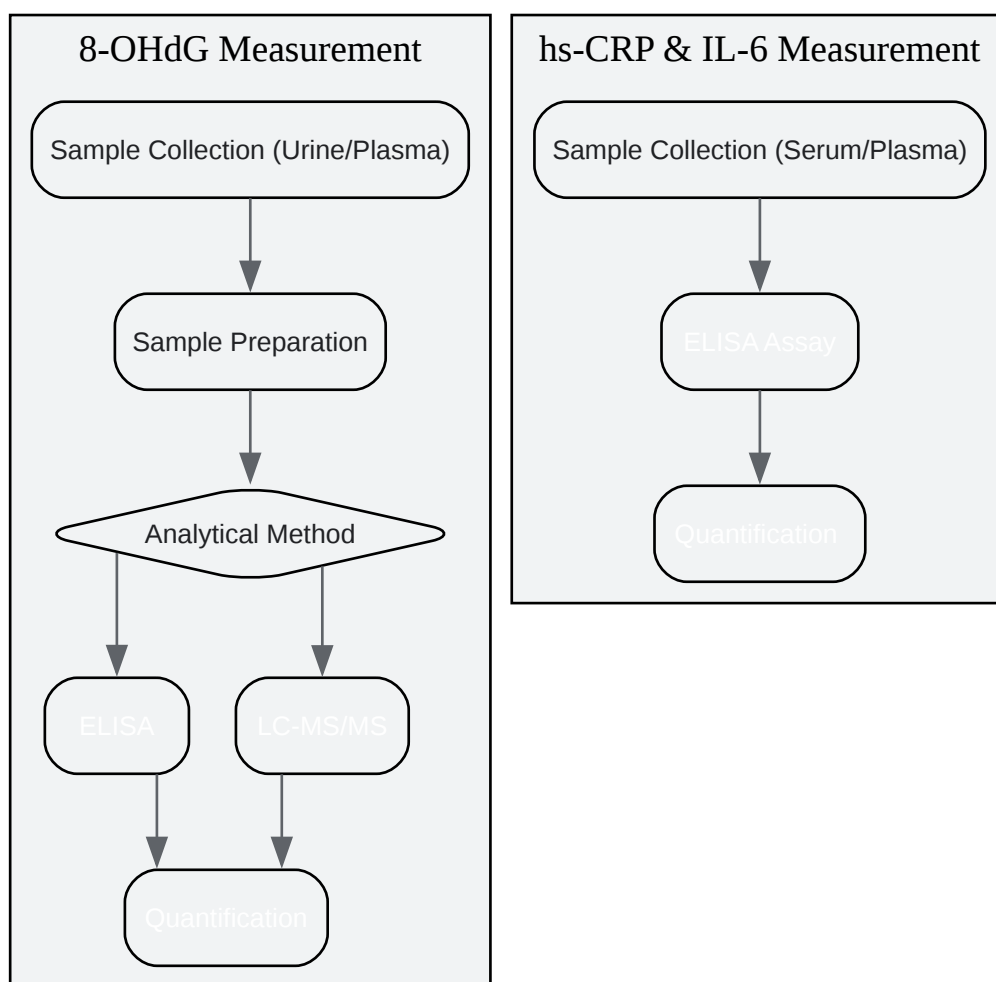 8-OHdG Measurement
Sample Collection (Urine/Plasma)
Sample Preparation
Analytical Method
ELISA
LC-MS/MS
Quantification
hs-CRP & IL-6 Measurement
Sample Collection (Serum/Plasma)
ELISA Assay
Quantification